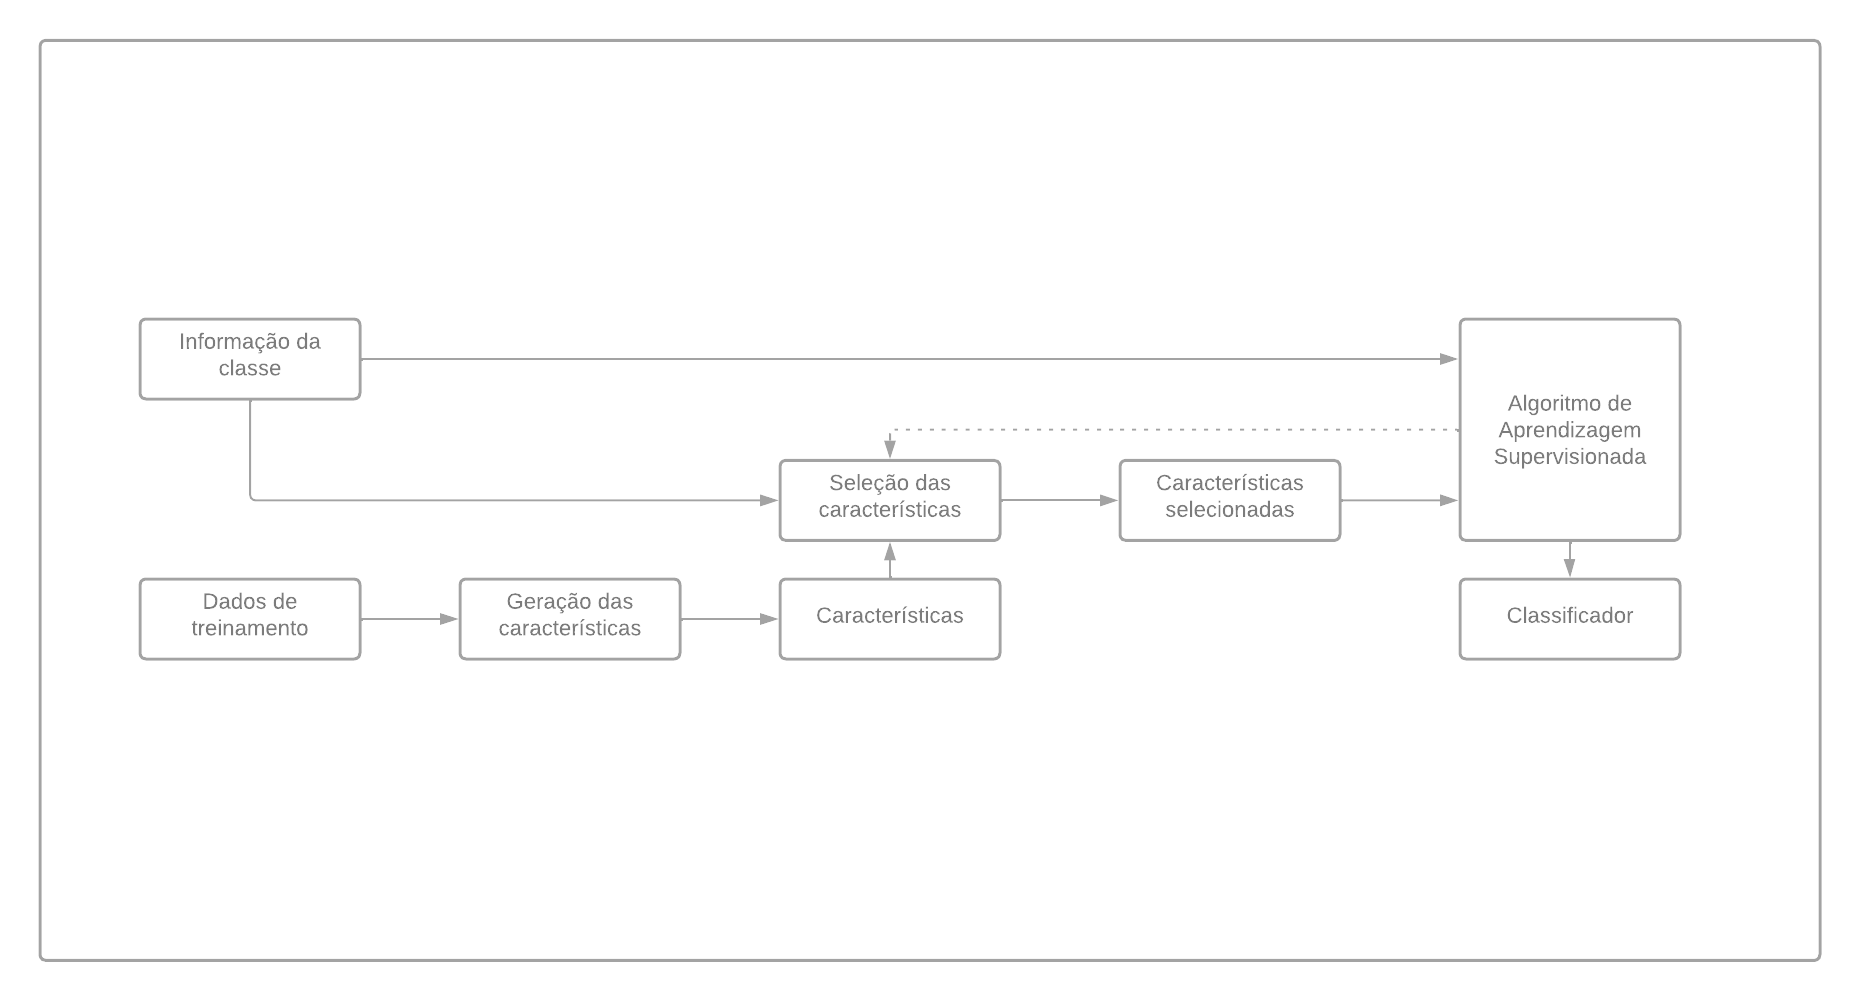 Informação da
classe
Algoritmo de
Aprendizagem
Supervisionada
Seleção das
características
Características
selecionadas
Dados de
treinamento
Geração das
características
Características
Classificador